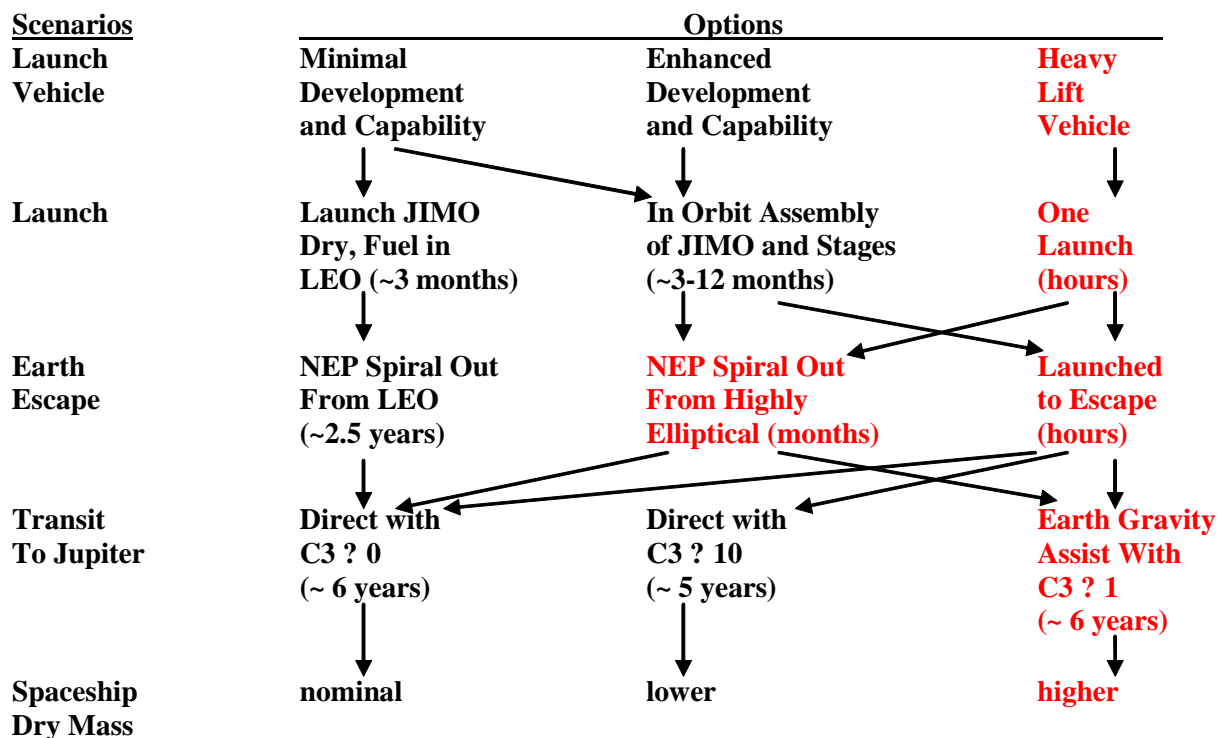 Scenarios Options
Launch Minimal Enhanced Heavy
Vehicle Development Development Lift
and Capability and Capability Vehicle
Launch Launch JIMO In Orbit Assembly One
Dry, Fuel in of JIMO and Stages Launch
LEO (~3 months) (~3-12 months) (hours)
Earth NEP Spiral Out NEP Spiral Out Launched
Escape From LEO From Highly to Escape
(~2.5 years) Elliptical (months) (hours)
Transit Direct with Direct with Earth Gravity
To Jupiter C3 ? 0 C3 ? 10 Assist With
(~ 6 years) (~ 5 years) C3 ? 1
(~ 6 years)
Spaceship nominal lower higher
Dry Mass